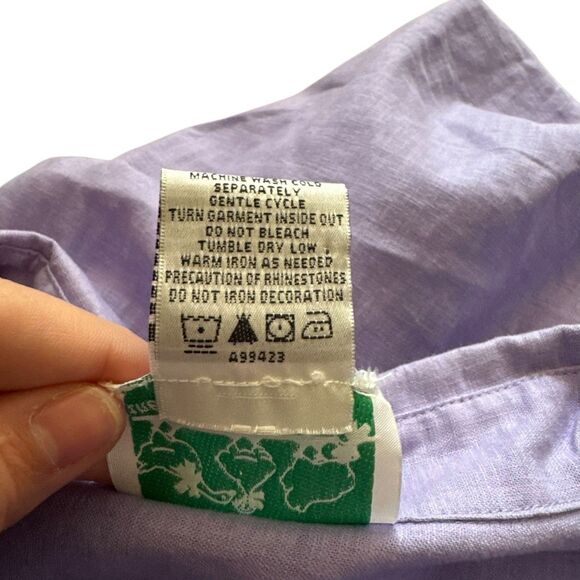 MACHINE WASH COLD
SEPARATELY
GENTLE CYCLE
TURN GARMENT INSIDE OUT
DO NOT BLEACH
TUMBLE DRY LOW
WARM IRON AS NEEDED
PRECAUTION OF RHINESTONES
DO NOT IRON DECORATION
A99423